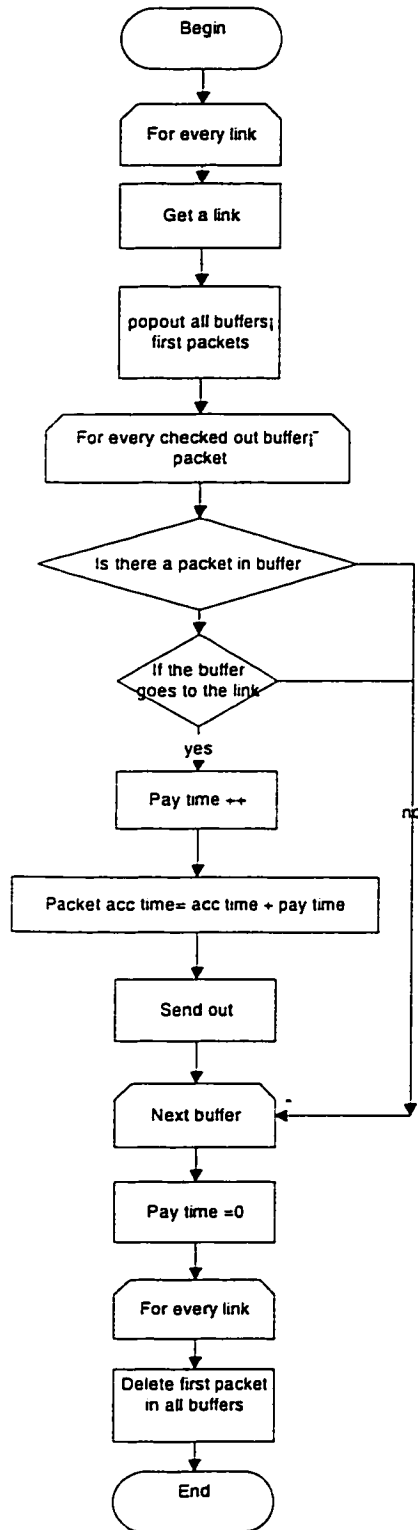 Begin
For every link
Get a link
popout all buffers¡
first packets
For every checked out buffer¡¯
packet
Is there a packet in buffer
If the buffer
goes to the link
yes
Pay time ++
Packet acc time= acc time + pay time
Send out
Next buffer
Pay time =0
For every link
Delete first packet
in all buffers
End